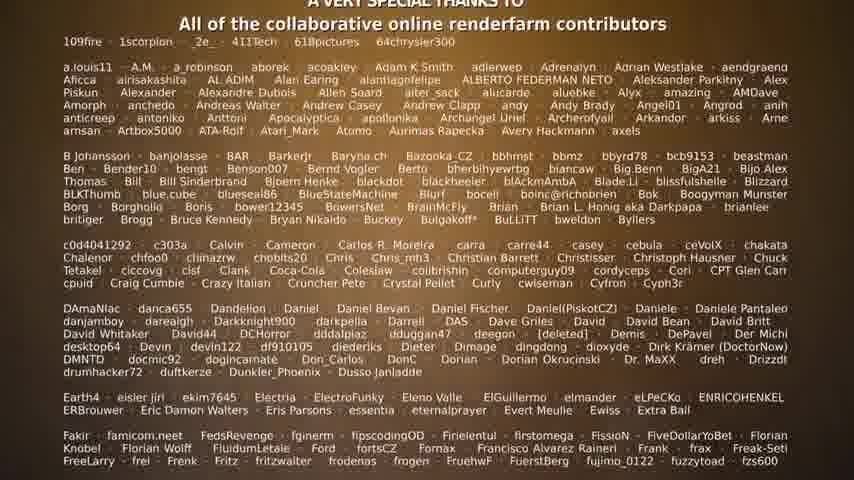 A VERY SPECIAL THANKS TO
All of the collaborative online renderfarm contributors
109fire · 1scorpion · _2e_ · 411Tech · 618pictures · 64chrysler300
a.louis11 · A.M. · a_robinson · aborek · acoakley · Adam K Smith · adlerwep · Adrenalyn · Adrian Westlake · aendgraend
Aficca · airisakashita · AL ADIM · Alan Earing · alantiagnfelipe · ALBERTO FEDERMAN NETO · Aleksander Parkitny · Alex
Piskun · Alexander · Alexandre Dubois · Allen Soard · alter_sack · alucarde · aluebke · Alyx · amazing · AMDave
Amorph · anchedo · Andreas Walter · Andrew Casey · Andrew Clapp · andy · Andy Brady · Angel01 · Angrod · anih
anticreep · antoniko · Anttoni · Apocalyptica · apollonika · Archangel Uriel · Archerofyail · Arkandor · arkiss · Arne
arnsan · Artbox5000 · ATA-Rolf · Atari_Mark · Atomo · Aurimas Rapecka · Avery Hackmann · axels
B Johansson · banjolasse · BAR · BarkerJr · Baryna.ch · Bazooka_CZ · bbhmst · bbmz · bbyrd78 · bcb9153 · beastman
Ben · Bender10 · bengt · Benson007 · Bernd Vogler · Berto · bherbihyewrbg · biancaw · Big.Benn · BigA21 · Bijo Alex
Thomas · Bill · Bill Sinderbrand · Bjoern Henke · blackdot · blackheeler · blAckmAmbA · Blade:Li · blissfulshelle · Blizzard
BLKThumb · blue.cube · blueseal86 · BlueStateMachine · Blurf · boceli · boinc@richnobrien · Bok · Boogyman Munster
Borg · Borgholio · Boris · bower12345 · BowersNet · BrainMcFly · Brian · Brian L. Honig aka Darkpapa · brianlee
britiger · Brogg · Bruce Kennedy · Bryan Nikaldo · Buckey · Bulgakoff* · BuLLiTT · bweldon · Byllers
c0d4041292 · c303a · Calvin · Cameron · Carlos R. Moreira · carra · carre44 · casey · cebula · ceVolX · chakata
Chalenor · chfoo0 · chinazrw · chobits20 · Chris · Chris_mh3 · Christian Barrett · Christisser · Christoph Hausner · Chuck
Tetakel · ciccovg · cisf · Clank · Coca-Cola · Coleslaw · colibrishin · computerguy09 · cordyceps · Cori · CPT Glen Carr
cpuid · Craig Cumbie · Crazy Italian · Cruncher Pete · Crystal Pellet · Curly · cwiseman · Cyfron · Cyph3r
DAmaNlac · danca655 · Dandelion · Daniel · Daniel Bevan · Daniel Fischer · Daniel(PiskotCZ) · Daniele · Daniele Pantaleo
danjamboy · darealgh · Darkknight900 · darkpella · Darrell · DAS · Dave Griles · David · David Bean · David Britt
David Whitaker · David44 · DCHorror · dddalpiaz · dduggan47 · deegon · [deleted] · Demis · DePavel · Der Michi
desktop64 · Devin · devin122 · df910105 · diederiks · Dieter · Dimage · dingdong · dioxyde · Dirk Krämer (DoctorNow)
DMNTD · docmic92 · dogincarnate · Don_Carlos · DonC · Dorian · Dorian Okrucinski · Dr. MaXX · dreh · Drizzdt
drumhacker72 · duftkerze · Dunkler_Phoenix · Dusso Janladde
Earth4 · eisler jiri · ekim7645 · Electria · ElectroFunky · Eleno Valle · ElGuillermo · elmander · eLPeCKo · ENRICOHENKEL
ERBrouwer · Eric Damon Walters · Eris Parsons · essentia · eternalprayer · Evert Meulie · Ewiss · Extra Ball
Fakir · famicom.neet · FedsRevenge · fginerm · fipscodingOD · Firielentul · firstomega · FissioN · FiveDollarYoBet · Florian
Knobel · Florian Wolff · FluidumLetale · Ford · fortsCZ · Fornax · Francisco Alvarez Raineri · Frank · frax · Freak-Seti
FreeLarry · frei · Frenk · Fritz · fritzwalter · frodenas · frogen · FruehwF · FuerstBerg · fujimo_0122 · fuzzytoad · fzs600